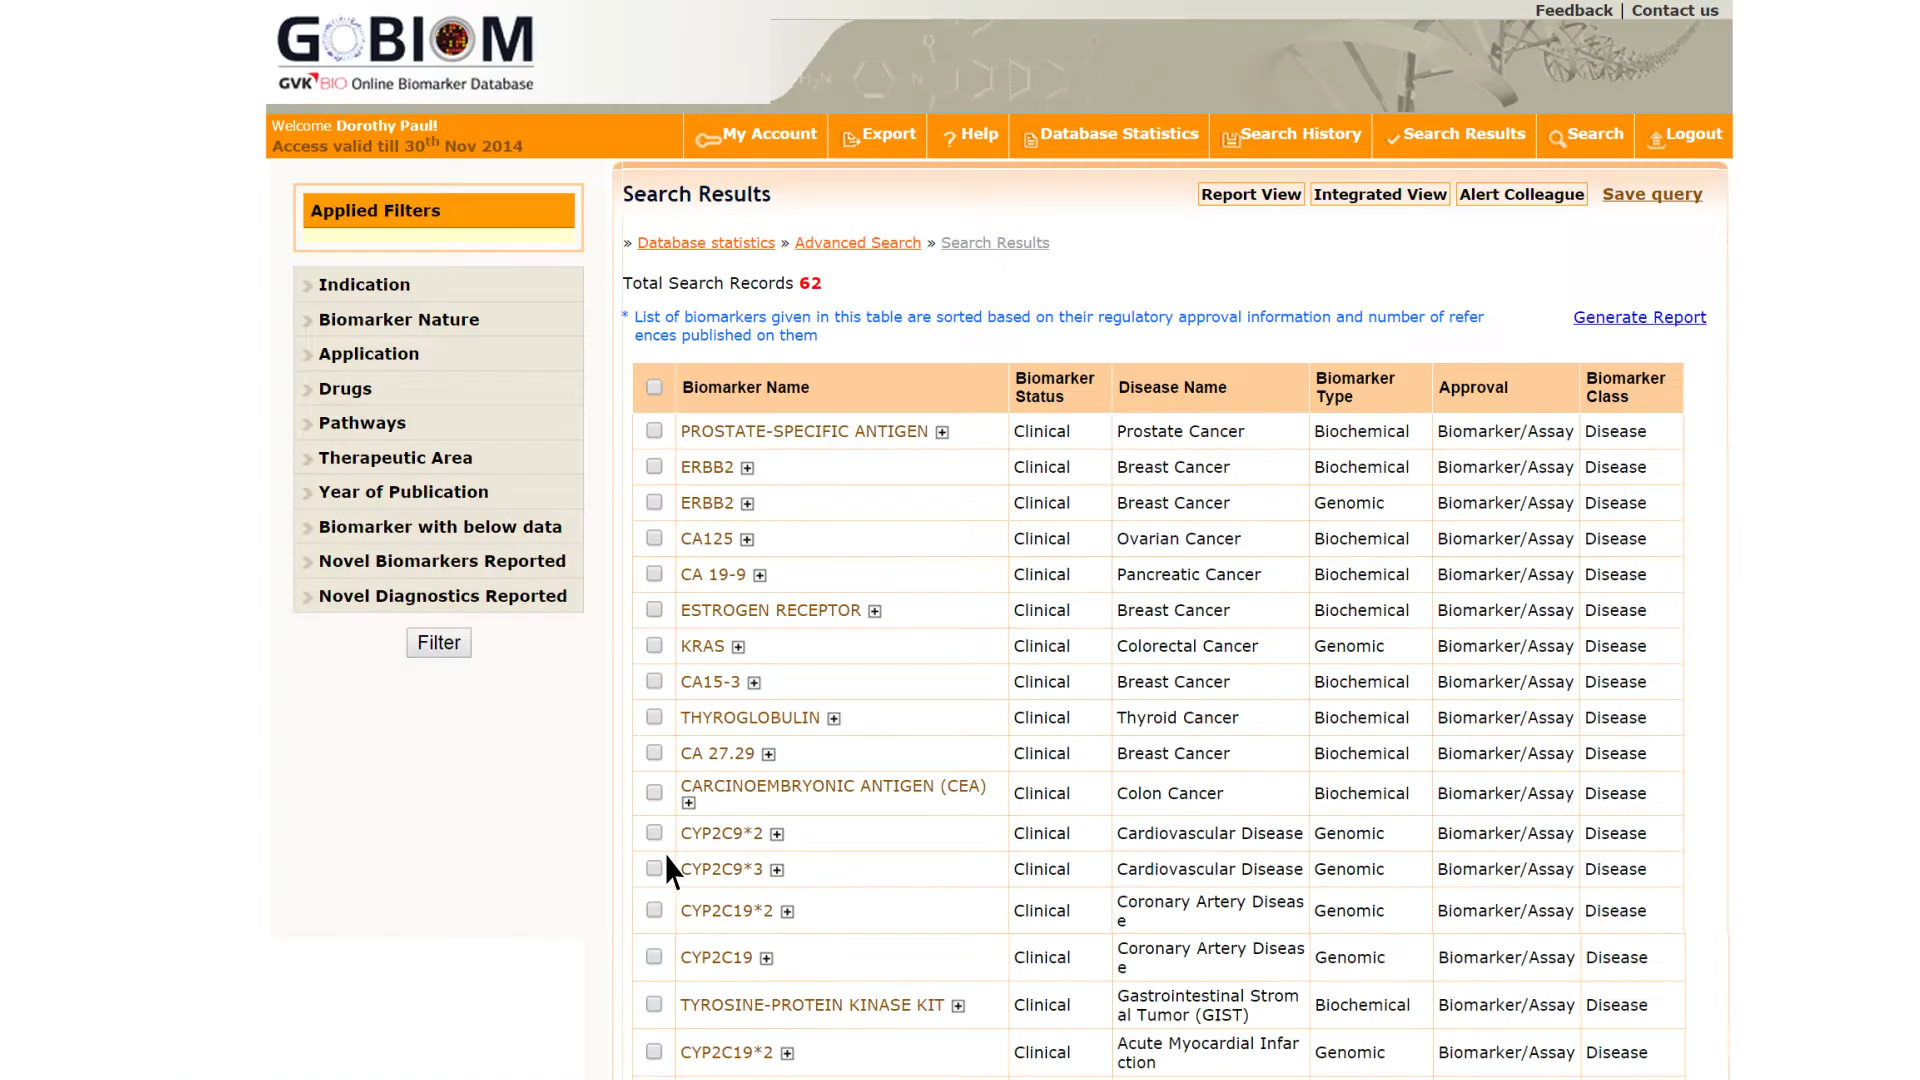 Feedback | Contact us
GOBIOM
GVK BIO Online Biomarker Database
Welcome Dorothy Paul!
Access valid till 30th Nov 2014
My Account
Export
Help
Database Statistics
Search History
Search Results
Search
Logout
Applied Filters
Indication
Biomarker Nature
Application
Drugs
Pathways
Therapeutic Area
Year of Publication
Biomarker with below data
Novel Biomarkers Reported
Novel Diagnostics Reported
Filter
Search Results
Report View
Integrated View
Alert Colleague
Save query
» Database statistics » Advanced Search » Search Results
Total Search Records 62
* List of biomarkers given in this table are sorted based on their regulatory approval information and number of refer
ences published on them
Generate Report
Biomarker Name Biomarker Status Disease Name Biomarker Type Approval Biomarker Class
PROSTATE-SPECIFIC ANTIGEN Clinical Prostate Cancer Biochemical Biomarker/Assay Disease
ERBB2 Clinical Breast Cancer Biochemical Biomarker/Assay Disease
ERBB2 Clinical Breast Cancer Genomic Biomarker/Assay Disease
CA125 Clinical Ovarian Cancer Biochemical Biomarker/Assay Disease
CA 19-9 Clinical Pancreatic Cancer Biochemical Biomarker/Assay Disease
ESTROGEN RECEPTOR Clinical Breast Cancer Biochemical Biomarker/Assay Disease
KRAS Clinical Colorectal Cancer Genomic Biomarker/Assay Disease
CA15-3 Clinical Breast Cancer Biochemical Biomarker/Assay Disease
THYROGLOBULIN Clinical Thyroid Cancer Biochemical Biomarker/Assay Disease
CA 27.29 Clinical Breast Cancer Biochemical Biomarker/Assay Disease
CARCINOEMBRYONIC ANTIGEN (CEA) Clinical Colon Cancer Biochemical Biomarker/Assay Disease
CYP2C9*2 Clinical Cardiovascular Disease Genomic Biomarker/Assay Disease
CYP2C9*3 Clinical Cardiovascular Disease Genomic Biomarker/Assay Disease
CYP2C19*2 Clinical Coronary Artery Diseas
e Genomic Biomarker/Assay Disease
CYP2C19 Clinical Coronary Artery Diseas
e Genomic Biomarker/Assay Disease
TYROSINE-PROTEIN KINASE KIT Clinical Gastrointestinal Strom
al Tumor (GIST) Biochemical Biomarker/Assay Disease
CYP2C19*2 Clinical Acute Myocardial Infar
ction Genomic Biomarker/Assay Disease